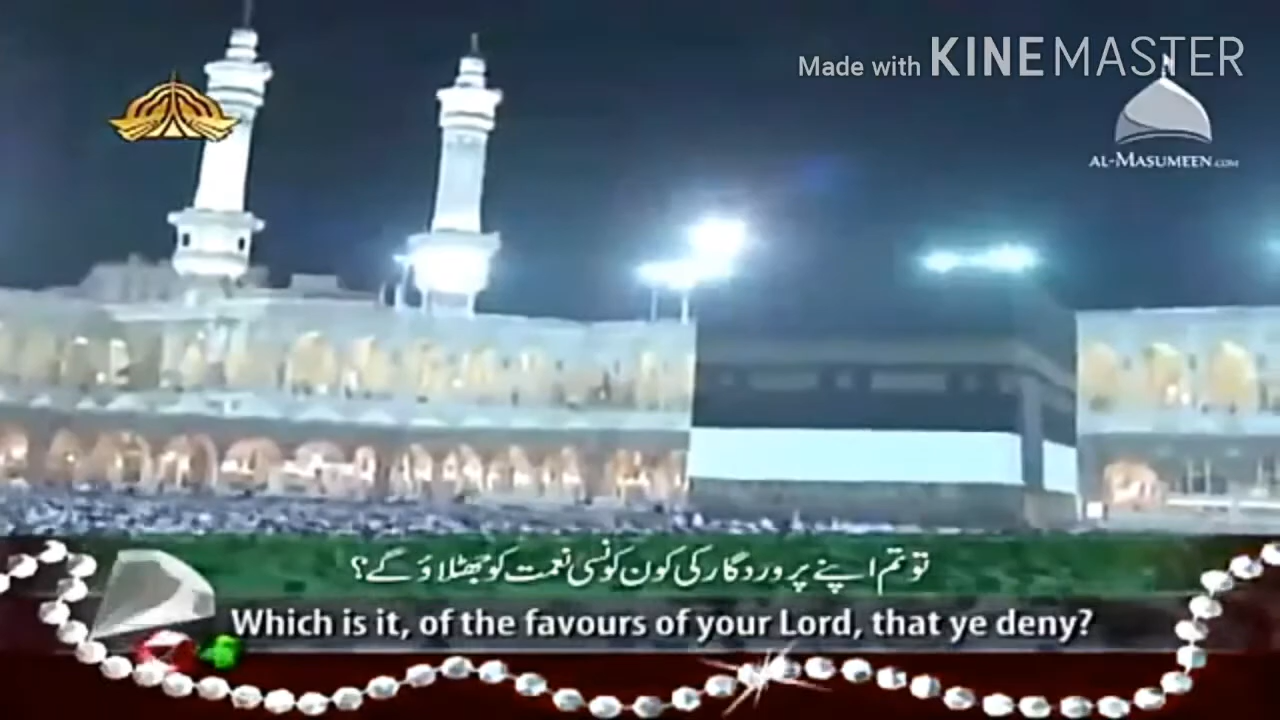 Made with KINEMASTER
AL-MASUMEEN.COM
تو تم اپنے پروردگار کی کون کونسی نعمت کو جھٹلاؤ گے؟
Which is it, of the favours of your Lord, that ye deny?